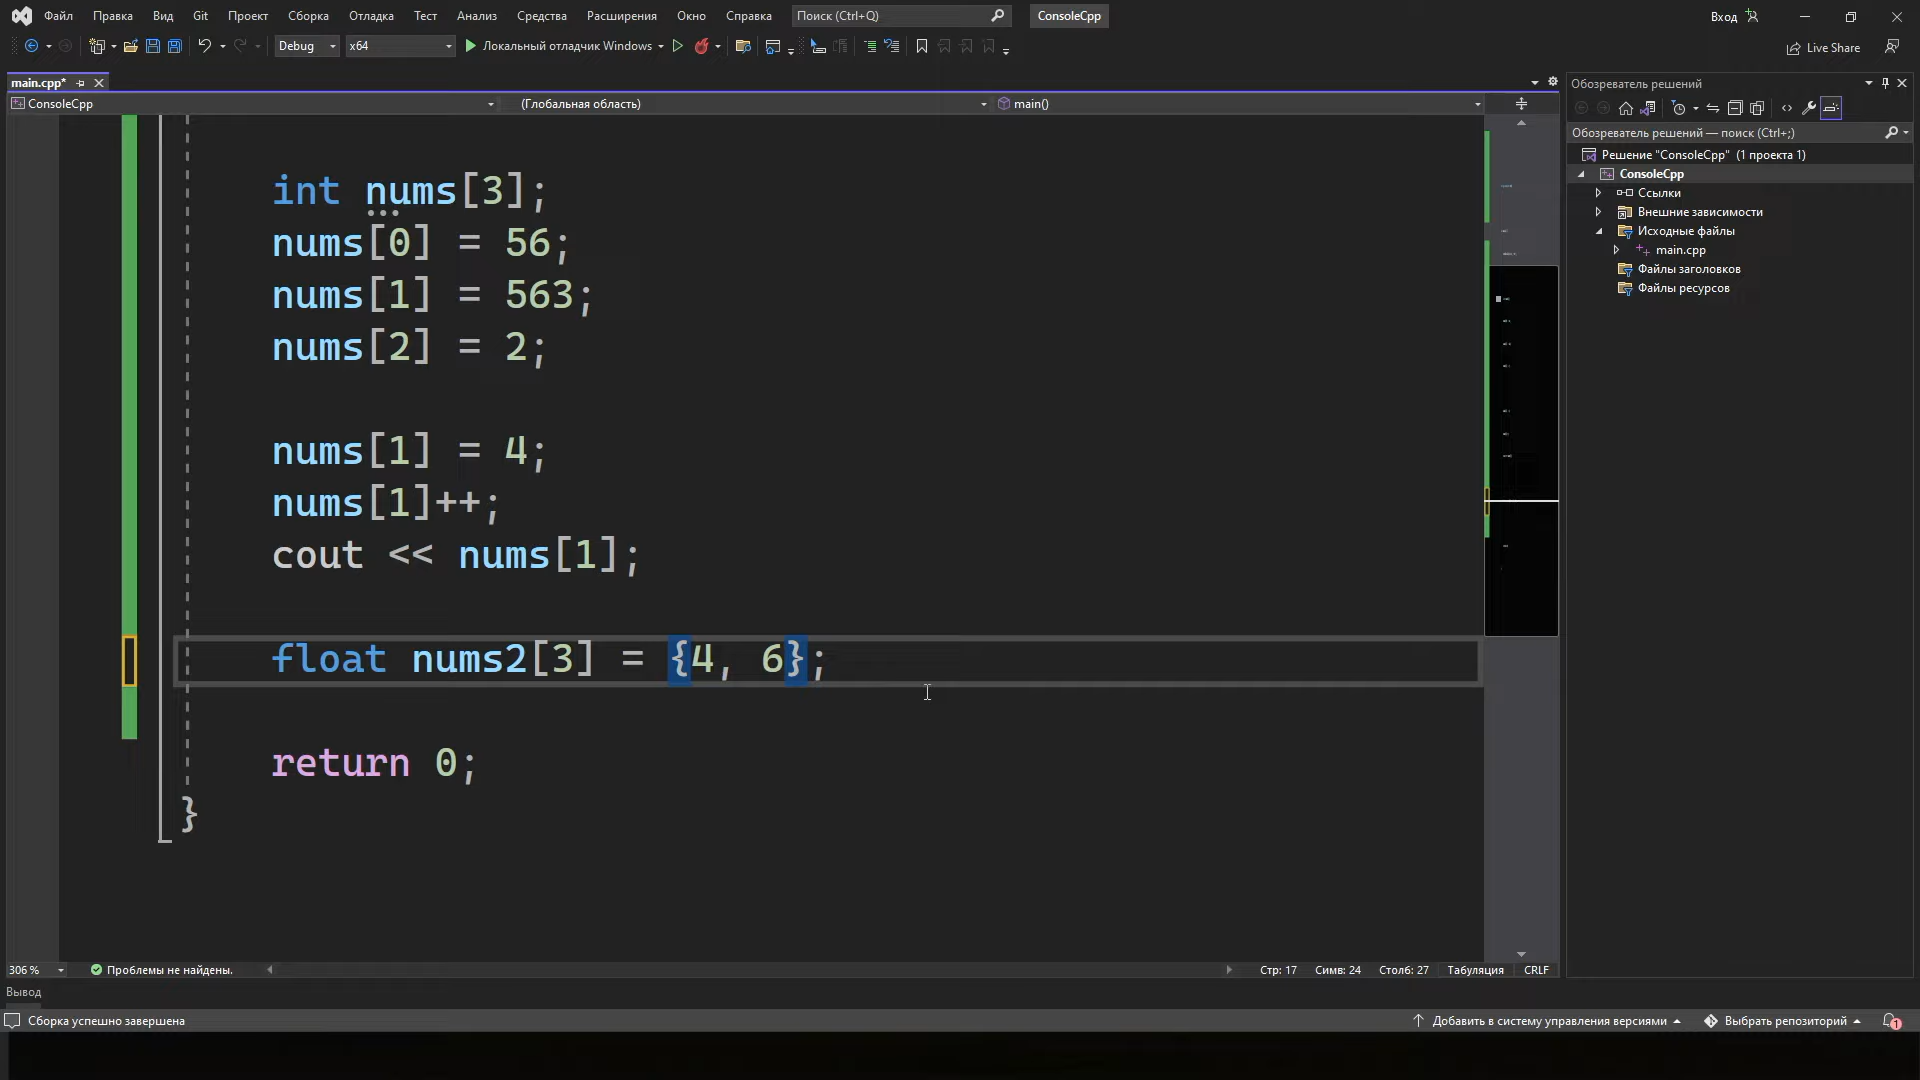 Файл Правка Вид Git Проект Сборка Отладка Тест Анализ Средства Расширения Окно Справка Поиск (Ctrl+Q) ConsoleCpp Вход
Debug x64 Локальный отладчик Windows Live Share
main.cpp*
ConsoleCpp (Глобальная область) main()
int nums[3];
nums[0] = 56;
nums[1] = 563;
nums[2] = 2;
nums[1] = 4;
nums[1]++;
cout << nums[1];
float nums2[3] = {4, 6};
return 0;
}
Обозреватель решений
Обозреватель решений — поиск (Ctrl+;)
Решение "ConsoleCpp" (1 проекта 1)
ConsoleCpp
Ссылки
Внешние зависимости
Исходные файлы
main.cpp
Файлы заголовков
Файлы ресурсов
306 % Проблемы не найдены. Стр: 17 Симв: 24 Столб: 27 Табуляция CRLF
Вывод
Сборка успешно завершена Добавить в систему управления версиями Выбрать репозиторий 1